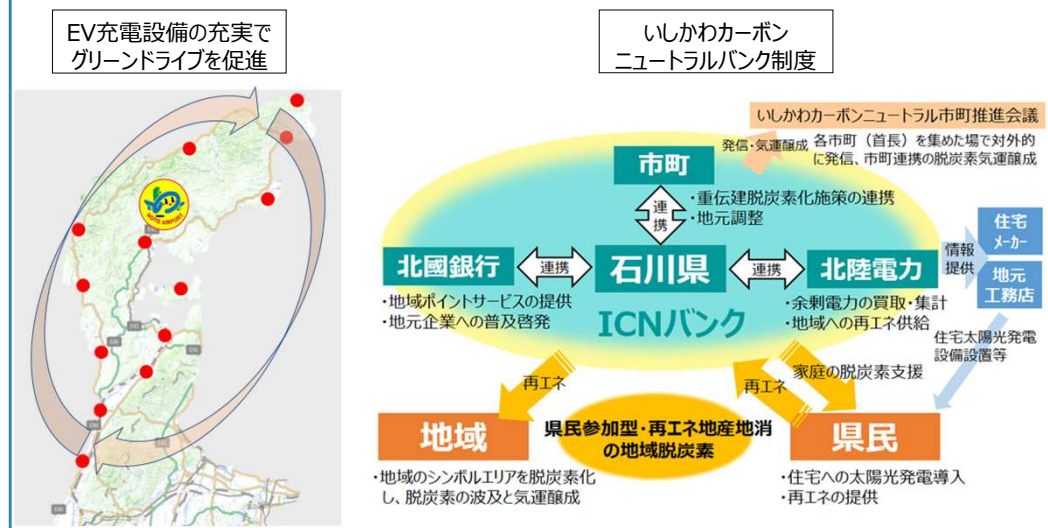 EV充電設備の充実で
グリーンドライブを促進
NOTO AIRPORT
いしかわカーボン
ニュートラルバンク制度
いしかわカーボンニュートラル市町推進会議
発信・気運醸成
各市町（首長）を集めた場で対外的
に発信、市町連携の脱炭素気運醸成
市町
連
携
・重伝建脱炭素化施策の連携
・地元調整
北國銀行
連携
石川県
連携
北陸電力
情報
提供
住宅
メーカー
地元
工務店
・地域ポイントサービスの提供
・地元企業への普及啓発
ICNバンク
・余剰電力の買取・集計
・地域への再エネ供給
住宅太陽光発電
設備設置等
再エネ
再エネ
家庭の脱炭素支援
地域
県民参加型・再エネ地産地消
の地域脱炭素
県民
・地域のシンボルエリアを脱炭素化
し、脱炭素の波及と気運醸成
・住宅への太陽光発電導入
・再エネの提供